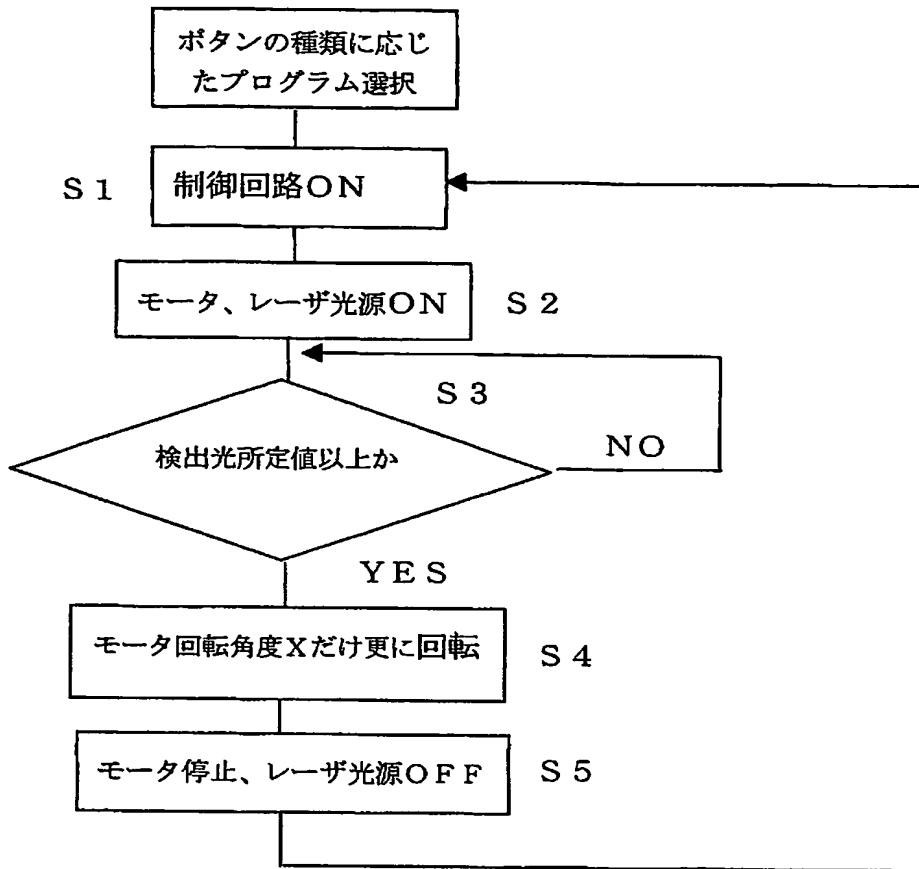 ボタンの種類に応じ
たプログラム選択
S1
制御回路ON
モータ、レーザ光源ON
S2
S3
検出光所定値以上か
NO
YES
モータ回転角度Xだけ更に回転
S4
モータ停止、レーザ光源OFF
S5